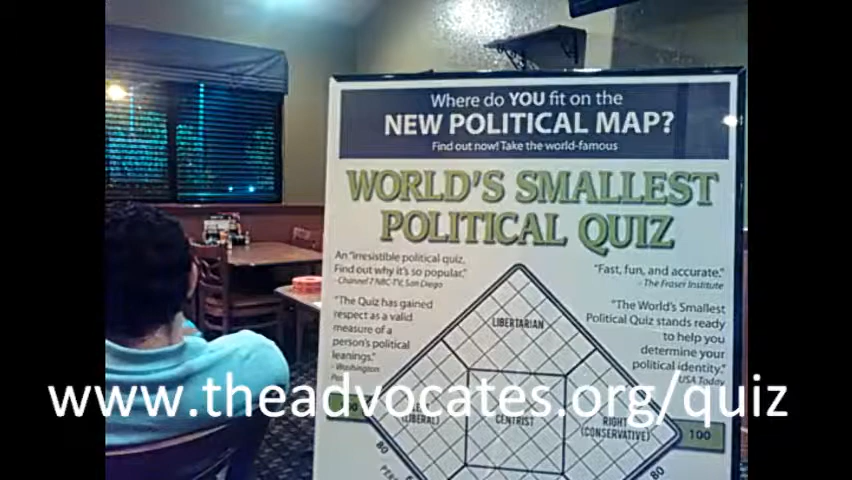 Where do YOU fit on the
NEW POLITICAL MAP?
Find out now! Take the world-famous
WORLD'S SMALLEST
POLITICAL QUIZ
An "irresistible political quiz.
Find out why it's so popular."
- Channel 7 NBC-TV, San Diego
"The Quiz has gained
respect as a valid
measure of a
person's political
leanings."
- Washington
"Fast, fun, and accurate."
- The Fraser Institute
"The World's Smallest
Political Quiz stands ready
to help you
determine your
political identity."
USA Today
LIBERTARIAN
(LIBERAL)
CENTRIST
RIGHT
(CONSERVATIVE)
100
80
80
www.theadvocates.org/quiz